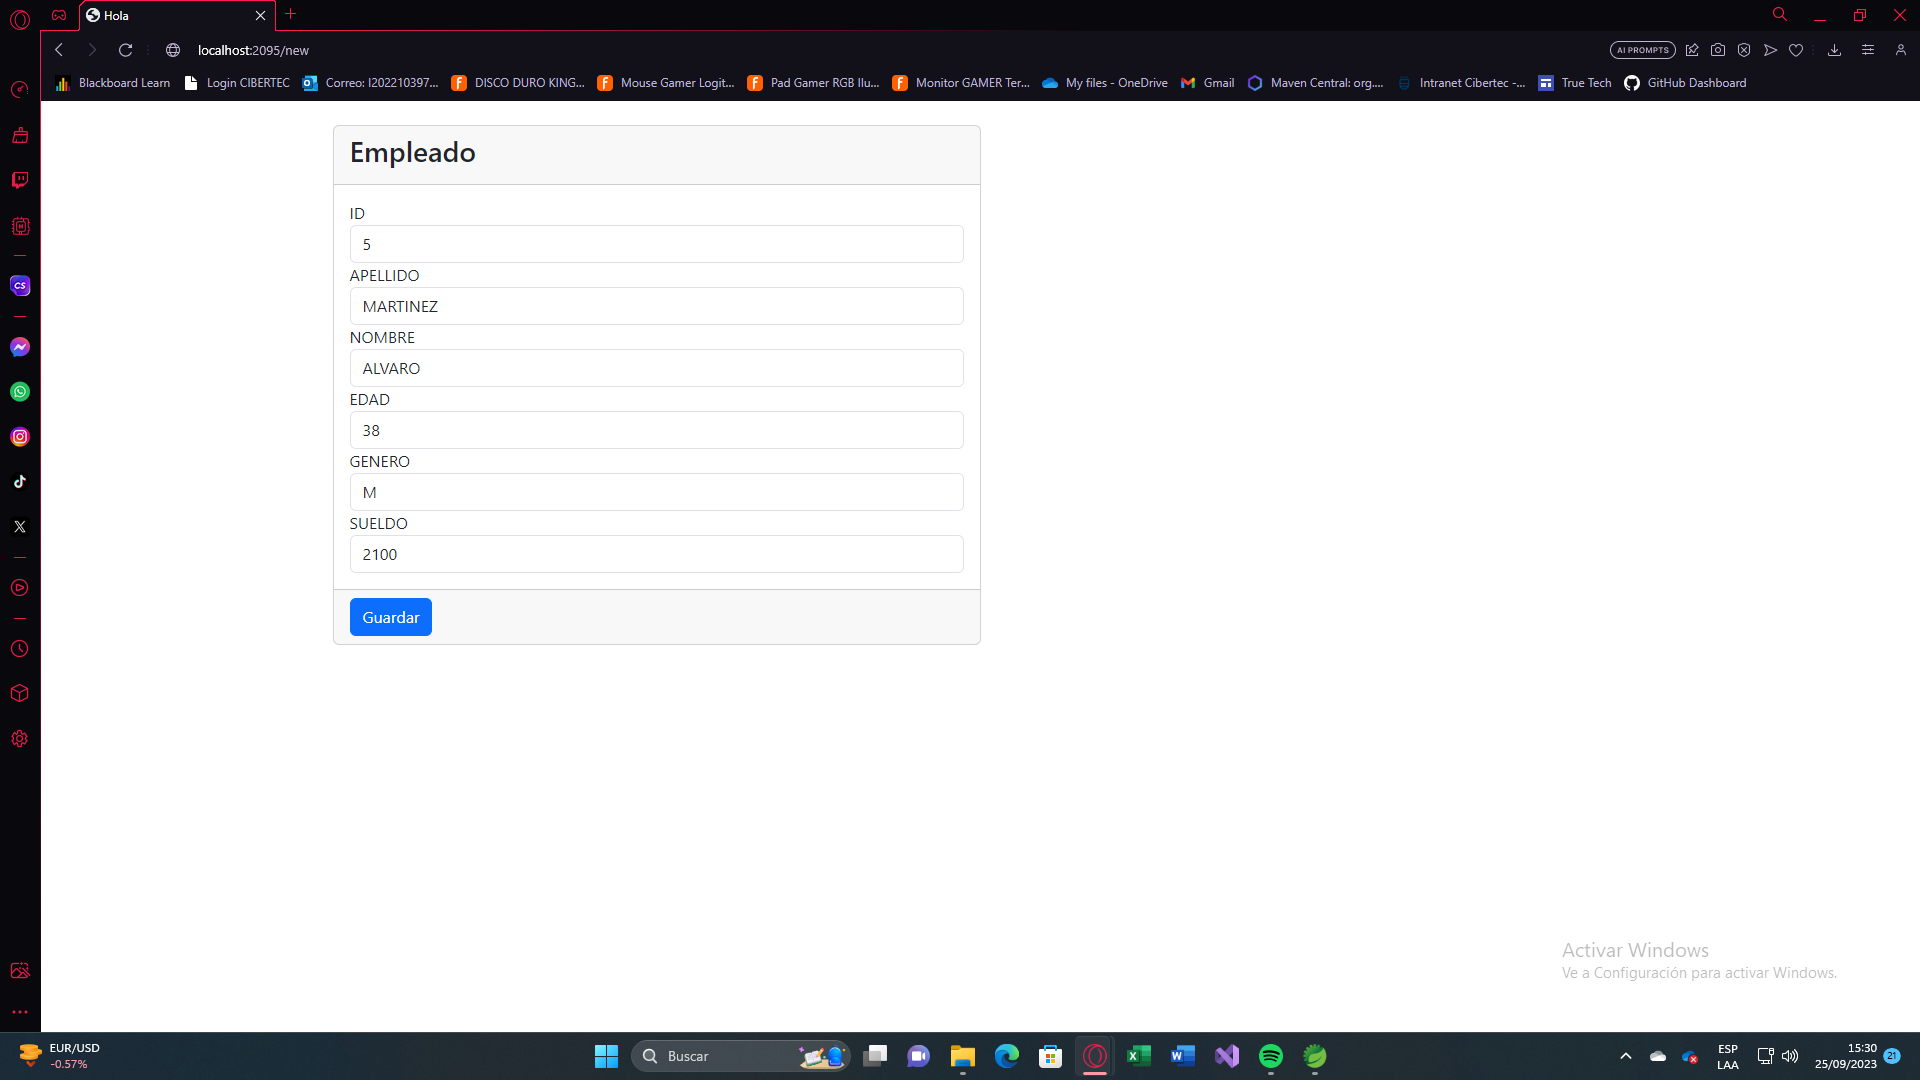 Hola
localhost:2095/new
AI PROMPTS
Blackboard Learn
Login CIBERTEC
Correo: I202210397...
DISCO DURO KING...
Mouse Gamer Logit...
Pad Gamer RGB Ilu...
Monitor GAMER Ter...
My files - OneDrive
Gmail
Maven Central: org....
Intranet Cibertec -...
True Tech
GitHub Dashboard
CS
Empleado
ID
5
APELLIDO
MARTINEZ
NOMBRE
ALVARO
EDAD
38
GENERO
M
SUELDO
2100
Guardar
Activar Windows
Ve a Configuración para activar Windows.
EUR/USD
-0.57%
Buscar
ESP
LAA
15:30
25/09/2023
21